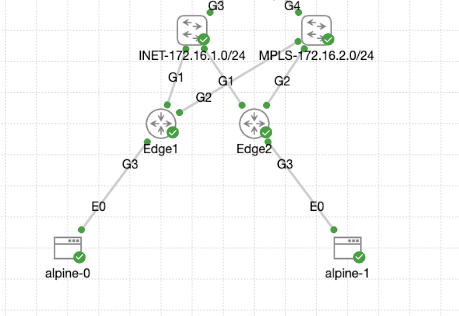 G3
G4
INET-172.16.1.0/24
MPLS-172.16.2.0/24
G1
G1
G2
G2
Edge1
Edge2
G3
G3
E0
E0
alpine-0
alpine-1